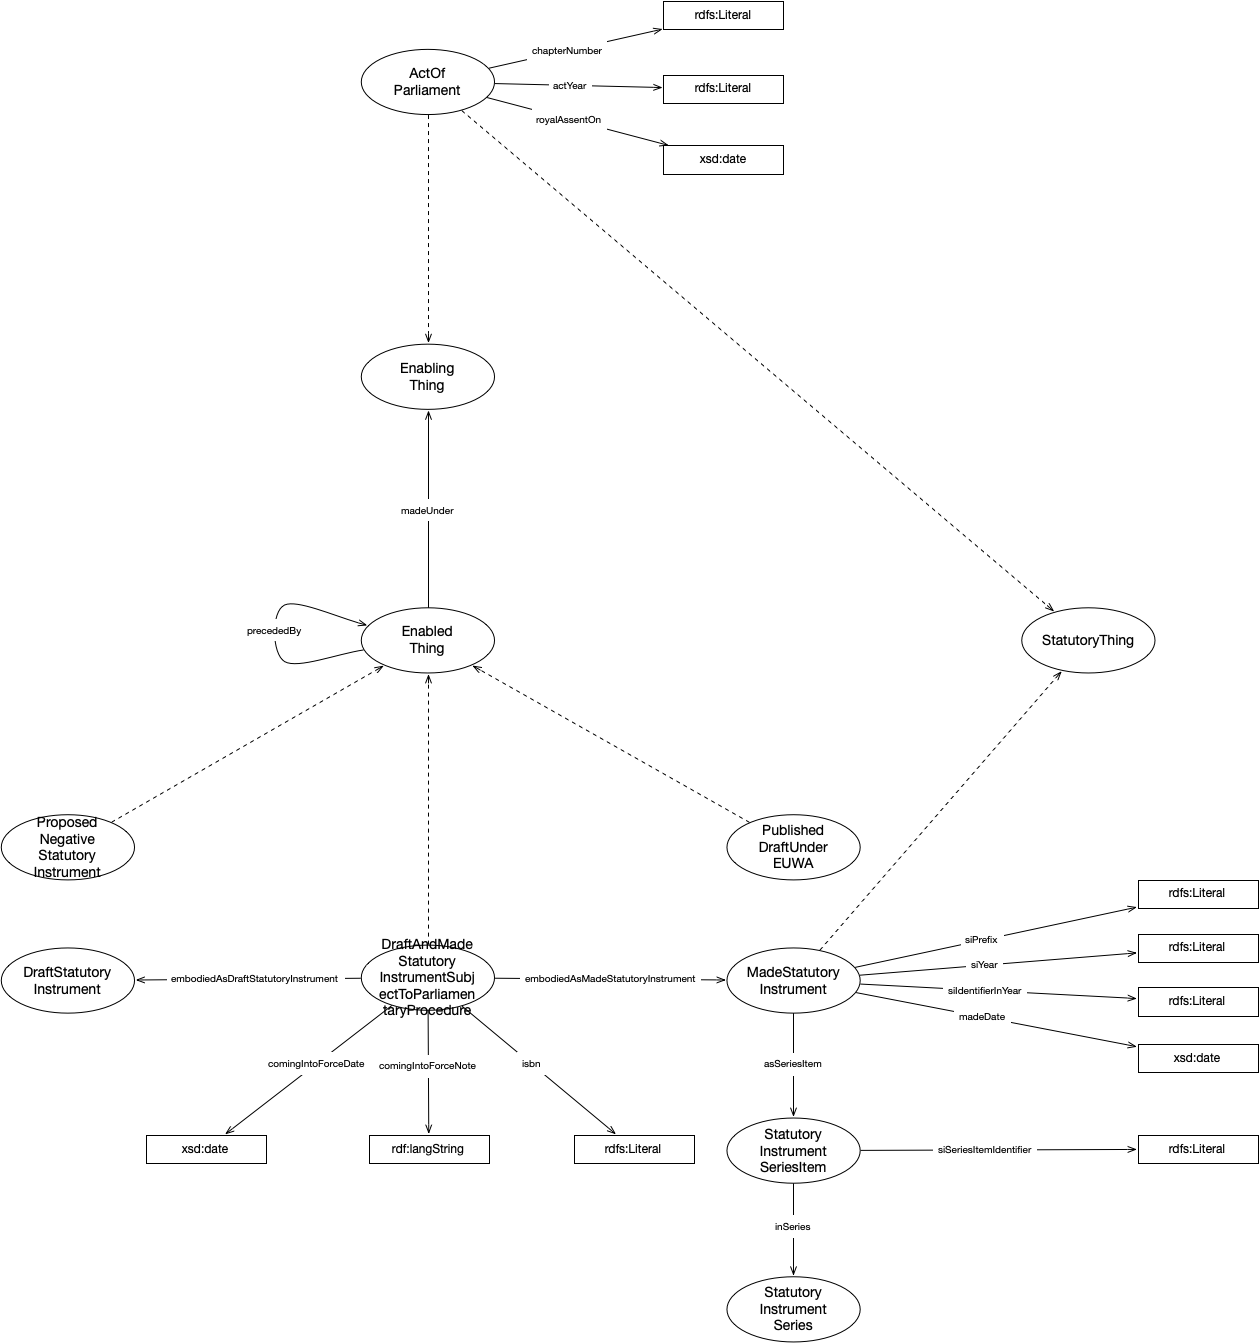 rdfs:Literal
chapterNumber
ActOf
Parliament
actYear
rdfs:Literal
royalAssentOn
xsd:date
Enabling
Thing
madeUnder
precededBy
Enabled
Thing
StatutoryThing
Proposed
Negative
Statutory
Instrument
Published
DraftUnder
EUWA
DraftStatutory
Instrument
embodiedAsDraftStatutoryInstrument
DraftAndMade
Statutory
InstrumentSubj
ectToParliamen
taryProcedure
embodiedAsMadeStatutoryInstrument
MadeStatutory
Instrument
siPrefix
rdfs:Literal
siYear
rdfs:Literal
siIdentifierInYear
rdfs:Literal
madeDate
xsd:date
comingIntoForceDate
comingIntoForceNote
isbn
asSeriesItem
xsd:date
rdf:langString
rdfs:Literal
Statutory
Instrument
SeriesItem
siSeriesItemIdentifier
rdfs:Literal
inSeries
Statutory
Instrument
Series